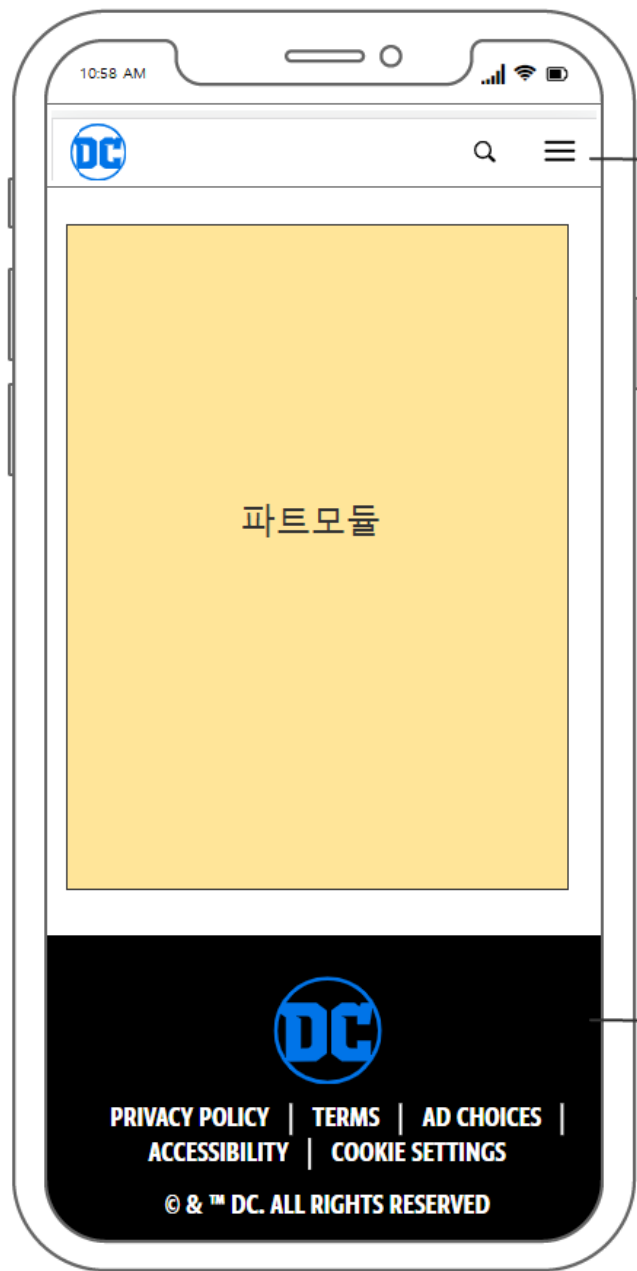 10:58 AM
DC
파트모듈
DC
PRIVACY POLICY | TERMS | AD CHOICES |
ACCESSIBILITY | COOKIE SETTINGS
© & ™ DC. ALL RIGHTS RESERVED